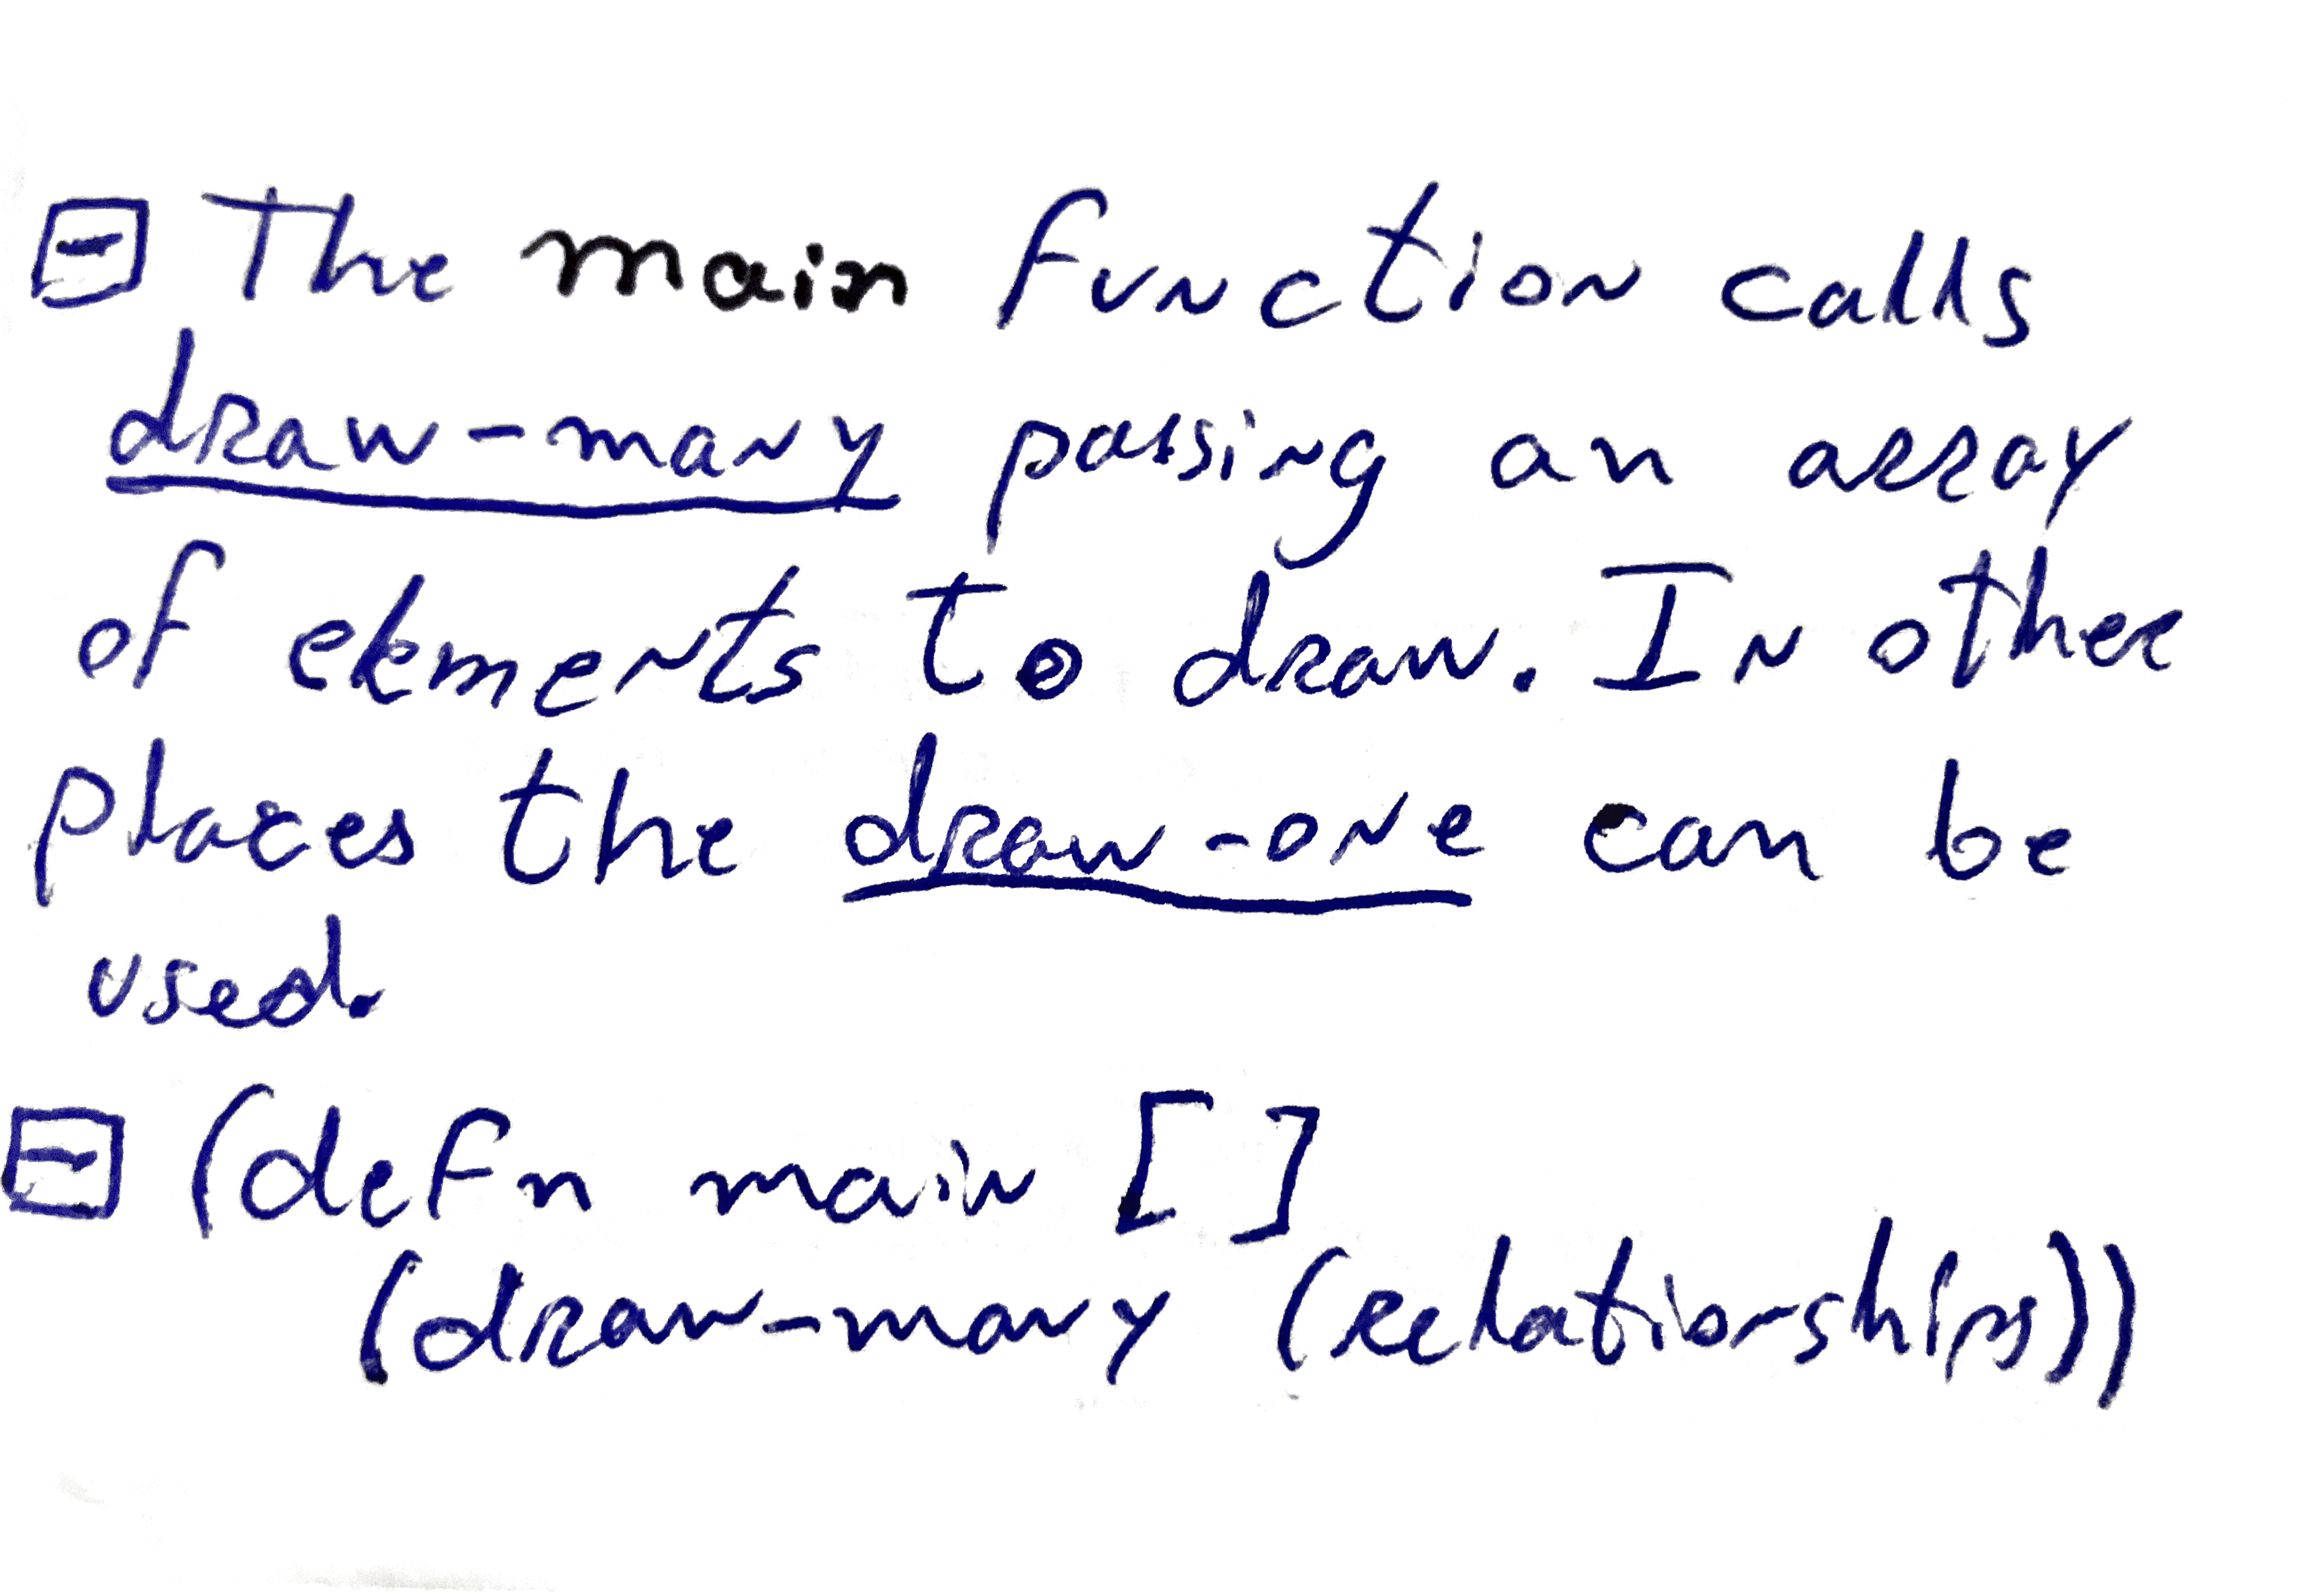 ⊟ The main function calls
draw-many passing an array
of elements to draw. In other
places the draw-one can be
used.
⊟ (defn main []
(draw-many (relationships))